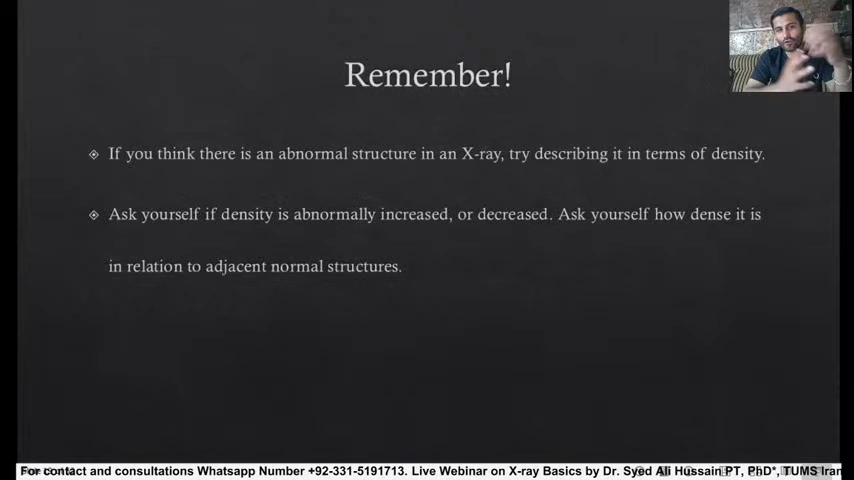 Remember!
If you think there is an abnormal structure in an X-ray, try describing it in terms of density.
Ask yourself if density is abnormally increased, or decreased. Ask yourself how dense it is
in relation to adjacent normal structures.
For contact and consultations Whatsapp Number +92-331-5191713. Live Webinar on X-ray Basics by Dr. Syed Ali Hussain PT, PhD*, TUMS Iran